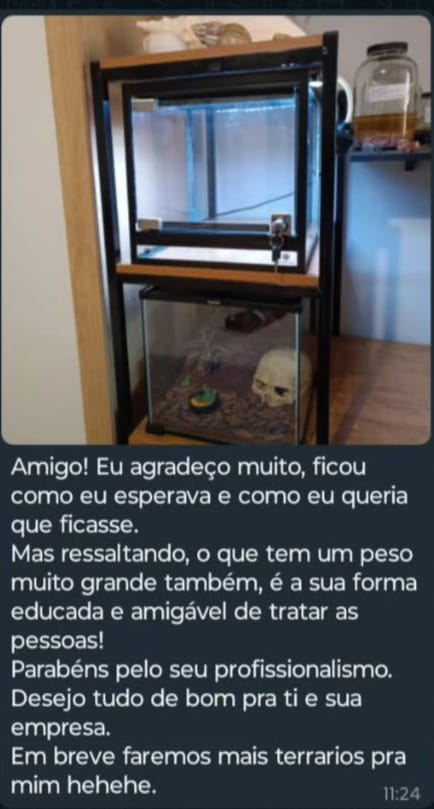 Amigo! Eu agradeço muito, ficou
como eu esperava e como eu queria
que ficasse.
Mas ressaltando, o que tem um peso
muito grande também, é a sua forma
educada e amigável de tratar as
pessoas!
Parabéns pelo seu profissionalismo.
Desejo tudo de bom pra ti e sua
empresa.
Em breve faremos mais terrarios pra
mim hehehe.
11:24